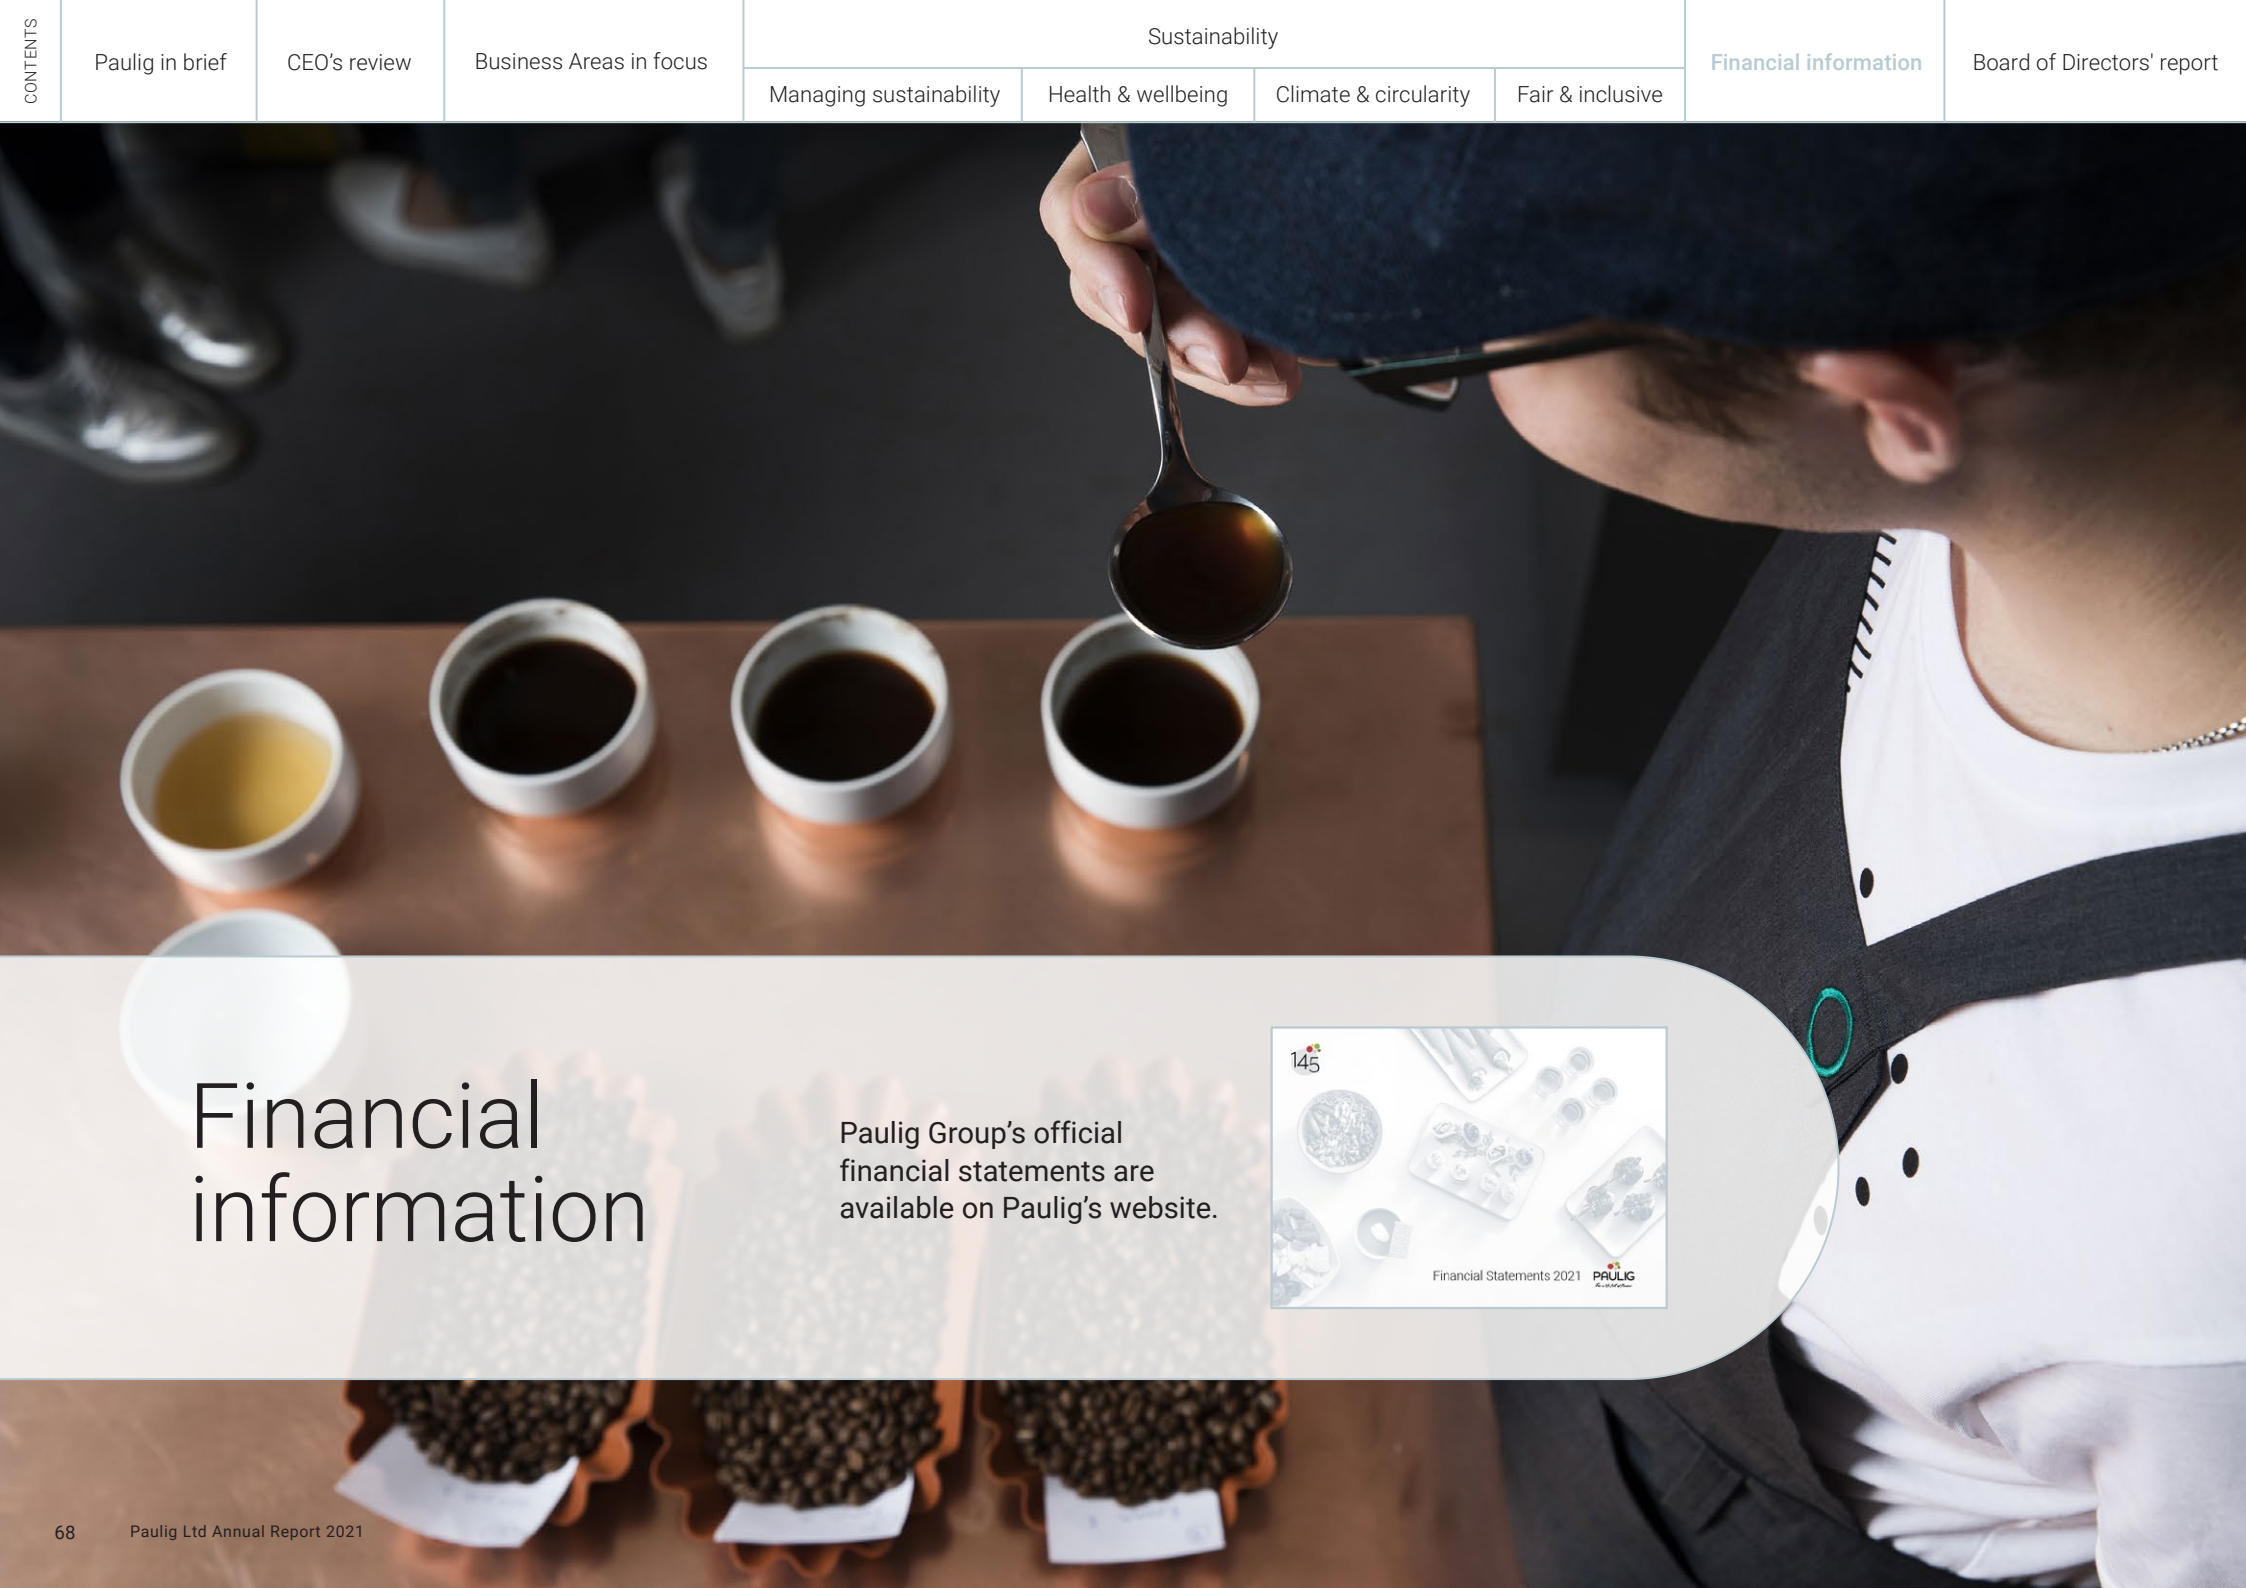 CONTENTS
Paulig in brief
CEO’s review
Business Areas in focus
Sustainability
Managing sustainability
Health & wellbeing
Climate & circularity
Fair & inclusive
Financial information
Board of Directors' report
Financial
information
Paulig Group’s official
financial statements are
available on Paulig’s website.
145
Financial Statements 2021
PAULIG
68
Paulig Ltd Annual Report 2021